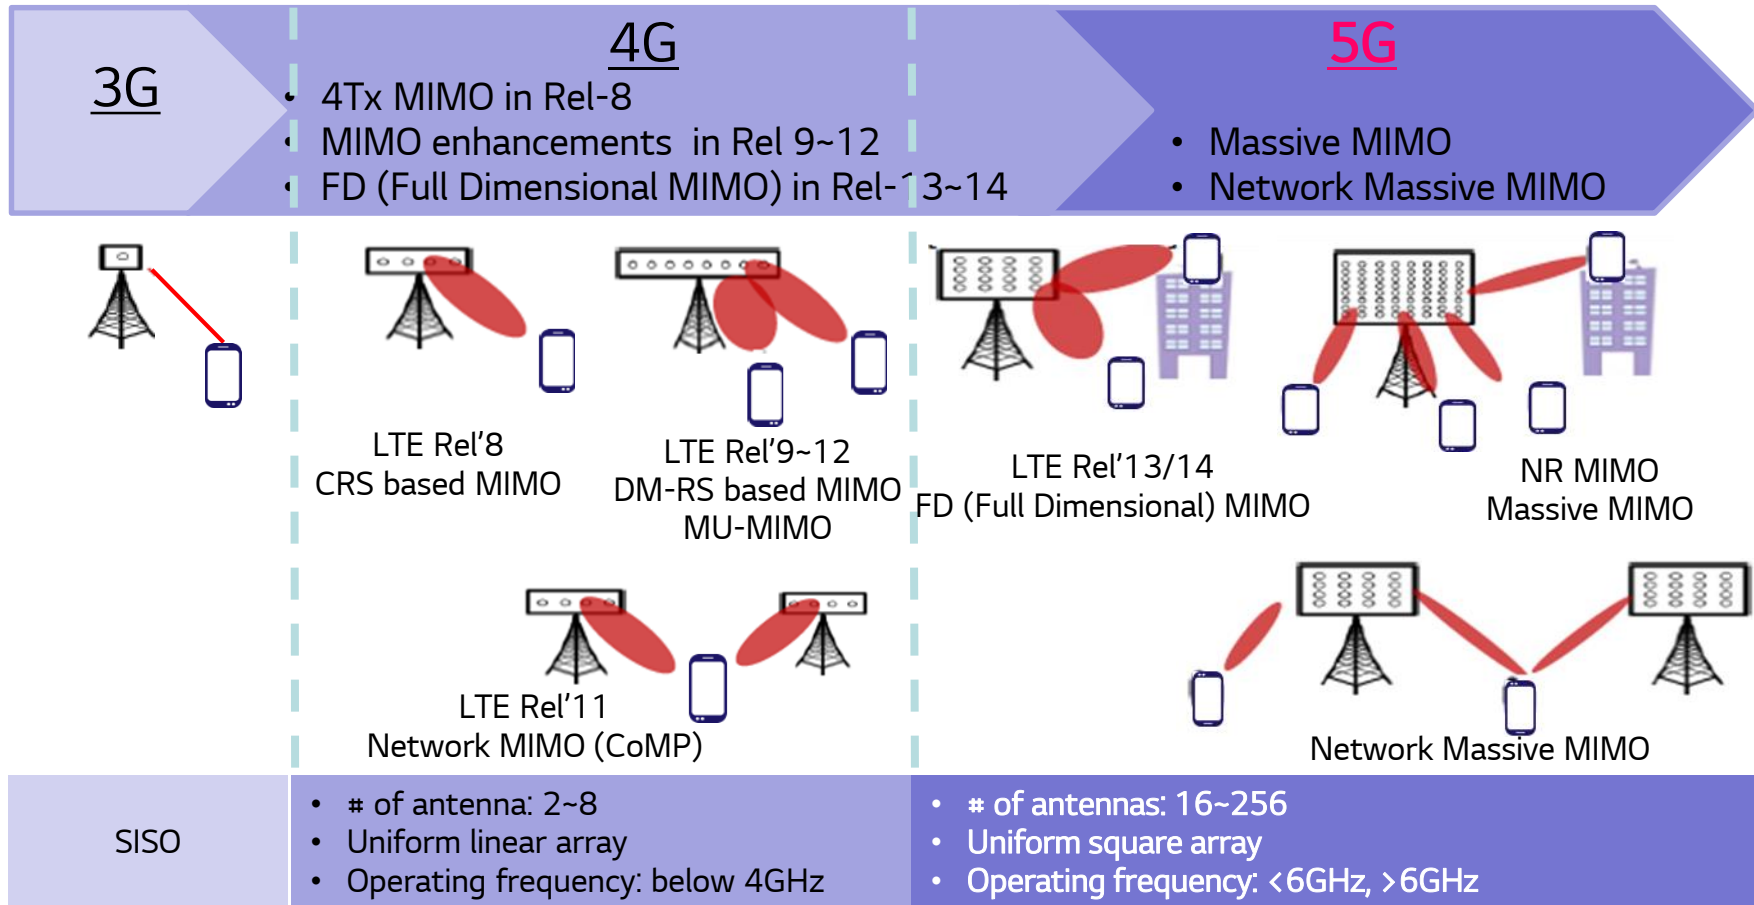 3G
4G
• 4Tx MIMO in Rel-8
• MIMO enhancements in Rel 9~12
• FD (Full Dimensional MIMO) in Rel-13~14
5G
• Massive MIMO
• Network Massive MIMO
LTE Rel’8
CRS based MIMO
LTE Rel’9~12
DM-RS based MIMO
MU-MIMO
LTE Rel’13/14
FD (Full Dimensional) MIMO
NR MIMO
Massive MIMO
LTE Rel’11
Network MIMO (CoMP)
Network Massive MIMO
SISO
• # of antenna: 2~8
• Uniform linear array
• Operating frequency: below 4GHz
• # of antennas: 16~256
• Uniform square array
• Operating frequency: <6GHz, >6GHz